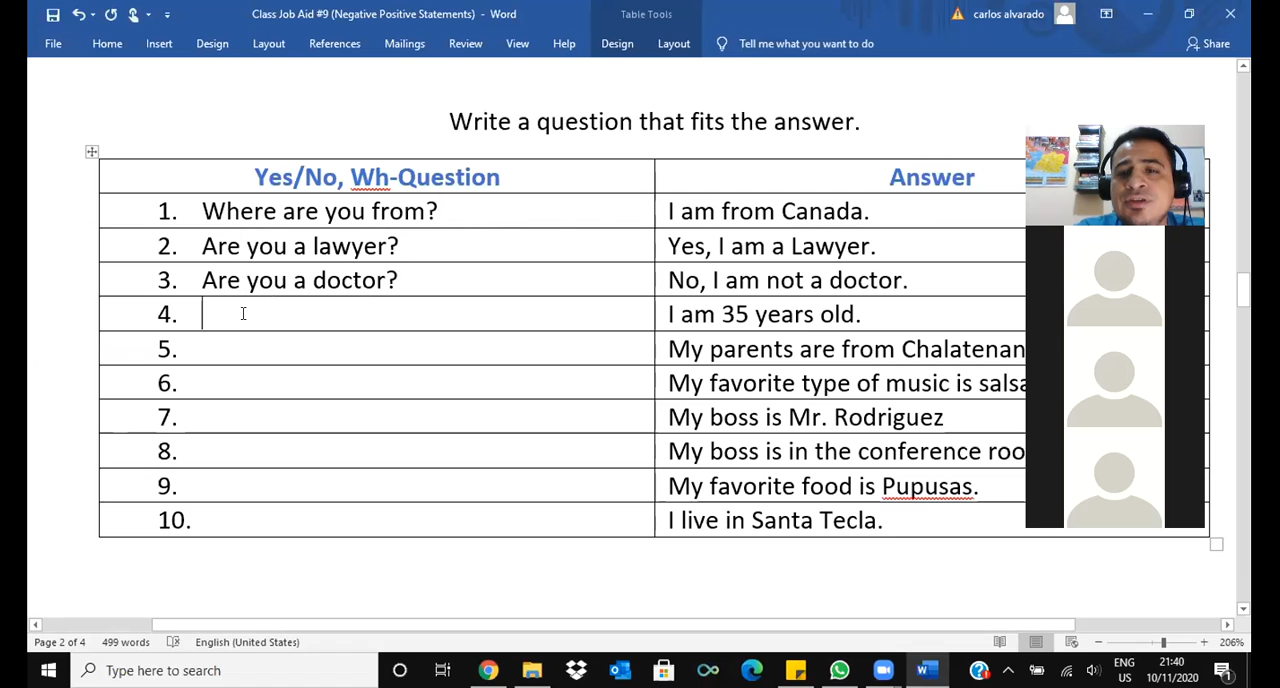 Class Job Aid #9 (Negative Positive Statements) - Word
Table Tools
carlos alvarado
File Home Insert Design Layout References Mailings Review View Help Design Layout Tell me what you want to do Share
Write a question that fits the answer.
Yes/No, Wh-Question Answer
1. Where are you from? I am from Canada.
2. Are you a lawyer? Yes, I am a Lawyer.
3. Are you a doctor? No, I am not a doctor.
4. I am 35 years old.
5. My parents are from Chalatenan
6. My favorite type of music is salsa
7. My boss is Mr. Rodriguez
8. My boss is in the conference roo
9. My favorite food is Pupusas.
10. I live in Santa Tecla.
Page 2 of 4 499 words English (United States) 206%
Type here to search
ENG
US
21:40
10/11/2020